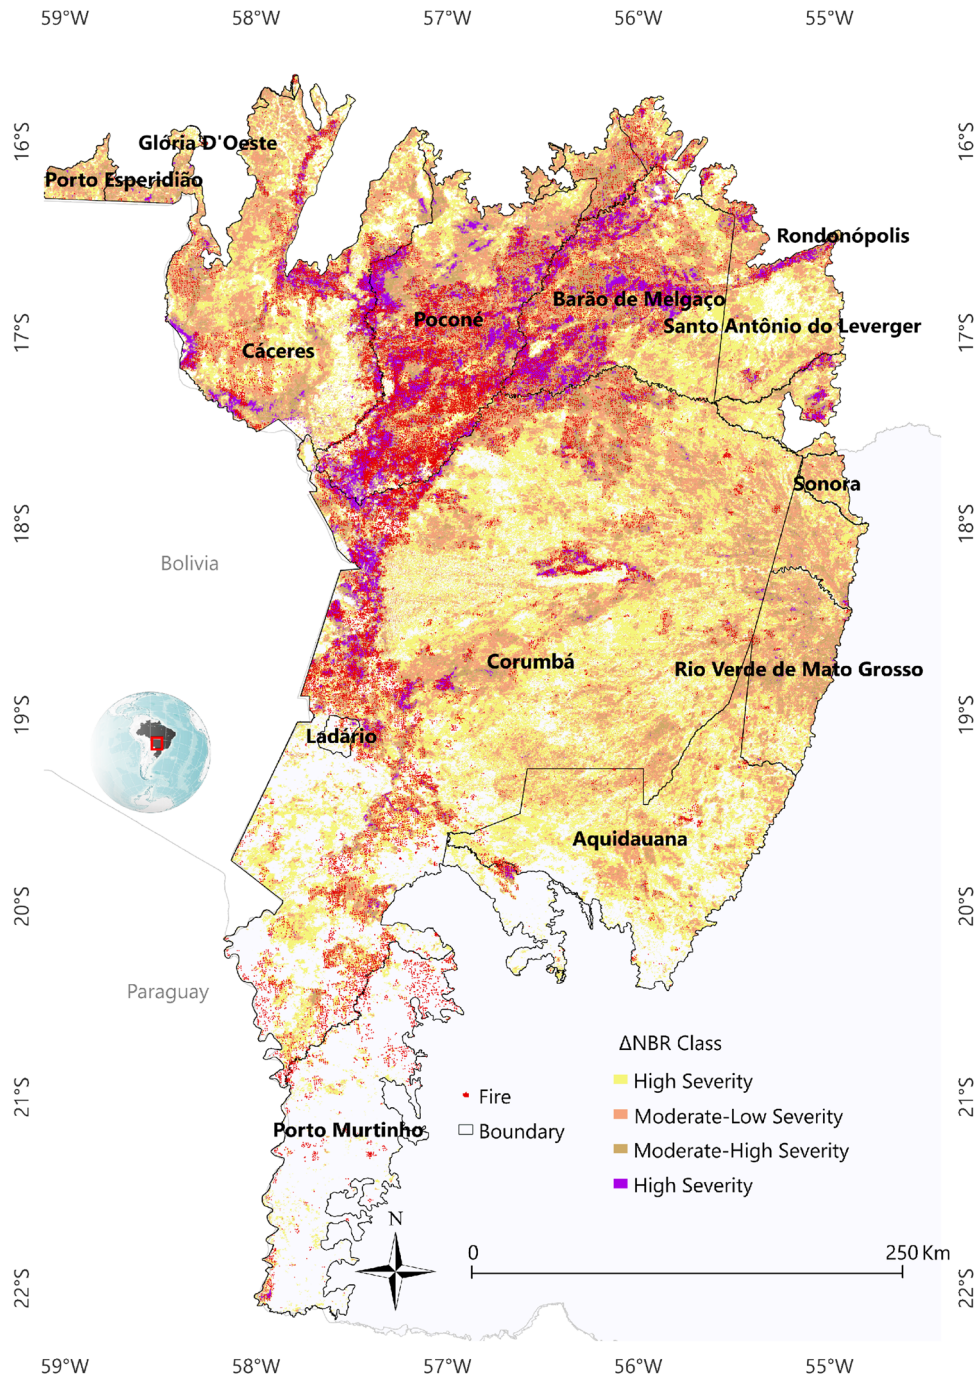 59°W 58°W 57°W 56°W 55°W
16°S 16°S
Glória D'Oeste
Porto Esperidião
Rondonópolis
Barão de Melgaço
Poconé
Santo Antônio do Leverger
17°S 17°S
Cáceres
Sonora
18°S 18°S
Bolivia
Corumbá
Rio Verde de Mato Grosso
19°S 19°S
Ladário
Aquidauana
20°S 20°S
Paraguay
ΔNBR Class
High Severity
Fire
Moderate-Low Severity
Boundary
Moderate-High Severity
High Severity
21°S 21°S
Porto Murtinho
N
0 250 Km
22°S 22°S
59°W 58°W 57°W 56°W 55°W